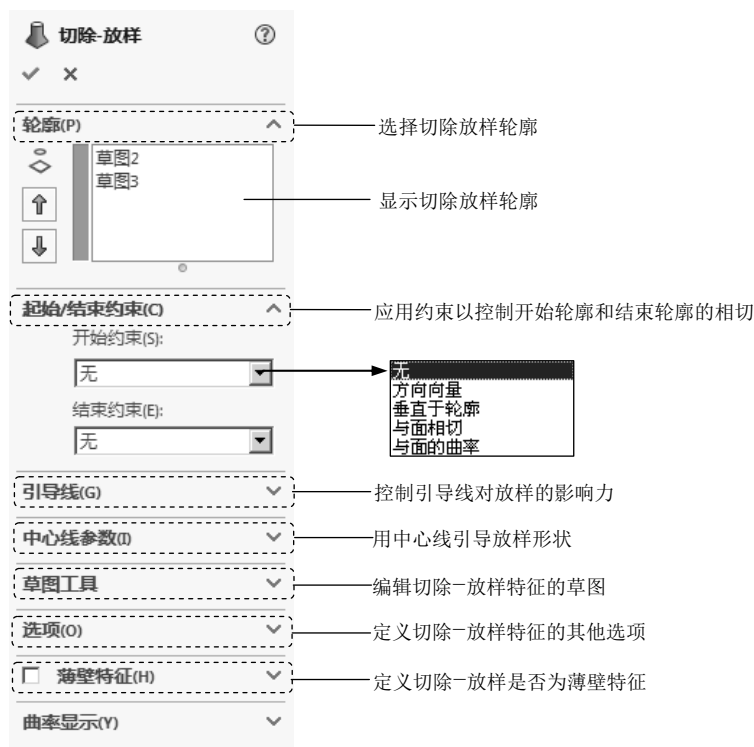 切除-放样
轮廓(P)
选择切除放样轮廓
草图2
草图3
显示切除放样轮廓
起始/结束约束(C)
应用约束以控制开始轮廓和结束轮廓的相切
开始约束(S):
无
无
方向向量
垂直于轮廓
与面相切
与面的曲率
结束约束(E):
无
引导线(G)
控制引导线对放样的影响力
中心线参数(I)
用中心线引导放样形状
草图工具
编辑切除-放样特征的草图
选项(O)
定义切除-放样特征的其他选项
薄壁特征(H)
定义切除-放样是否为薄壁特征
曲率显示(Y)